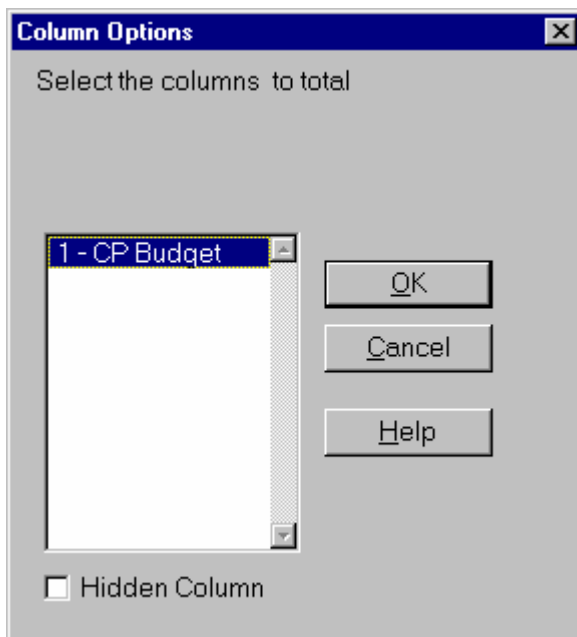 Column Options
Select the columns to total
1 - CP Budget
OK
Cancel
Help
Hidden Column